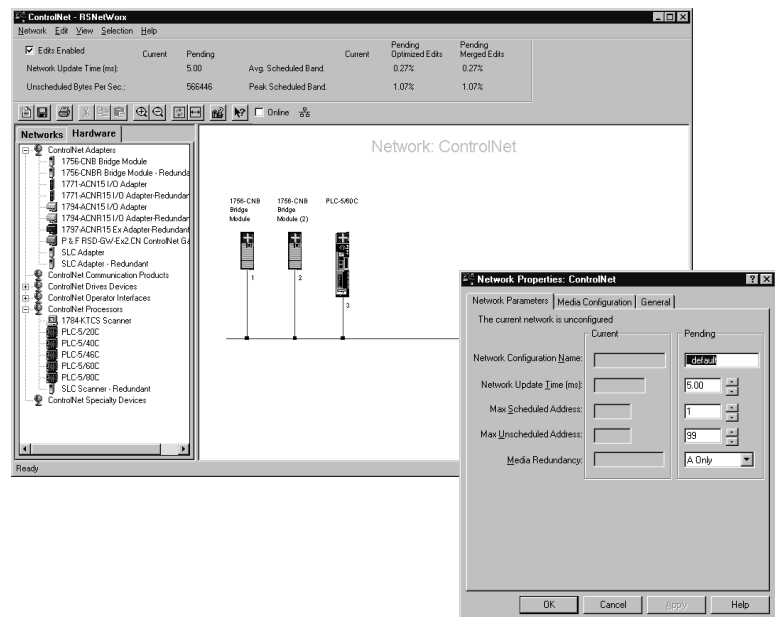 ControlNet - RSNetWorx
Network Edit View Selection Help
Edits Enabled Current Pending Current Pending Optimized Edits Pending Merged Edits
Network Update Time (ms): 5.00 Avg. Scheduled Band. 0.27% 0.27%
Unscheduled Bytes Per Sec.: 566446 Peak Scheduled Band. 1.07% 1.07%
Online
Networks Hardware
ControlNet Adapters
1756-CNB Bridge Module
1756-CNBR Bridge Module - Redunda
1771-ACN15 I/O Adapter
1771-ACNR15 I/O Adapter-Redundar
1794-ACN15 I/O Adapter
1794-ACNR15 I/O Adapter-Redundar
1797-ACNR15 Ex Adapter-Redundant
P & F RSD-GW-Ex2.CN ControlNet Ga
SLC Adapter
SLC Adapter - Redundant
ControlNet Communication Products
ControlNet Drives Devices
ControlNet Operator Interfaces
ControlNet Processors
1784-KTCS Scanner
PLC-5/20C
PLC-5/40C
PLC-5/46C
PLC-5/60C
PLC-5/80C
SLC Scanner - Redundant
ControlNet Specialty Devices
Ready
Network: ControlNet
1756-CNB
Bridge
Module
1756-CNB
Bridge
Module (2)
PLC-5/60C
1
2
3
Network Properties: ControlNet
Network Parameters Media Configuration General
The current network is unconfigured
Current Pending
Network Configuration Name: _default
Network Update Time (ms): 5.00
Max Scheduled Address: 1
Max Unscheduled Address: 99
Media Redundancy: A Only
OK Cancel Apply Help